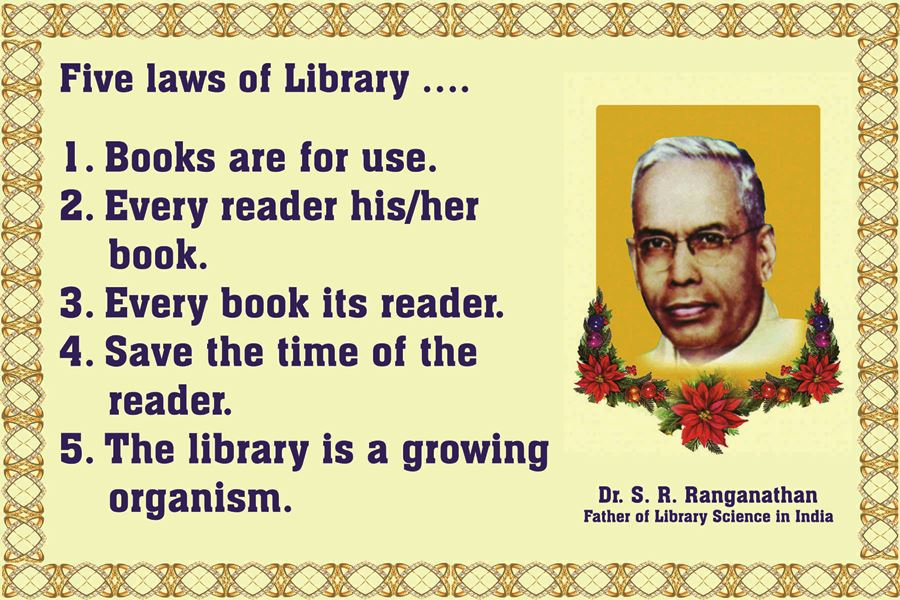 Five laws of Library ....
1. Books are for use.
2. Every reader his/her
book.
3. Every book its reader.
4. Save the time of the
reader.
5. The library is a growing
organism.
Dr. S. R. Ranganathan
Father of Library Science in India